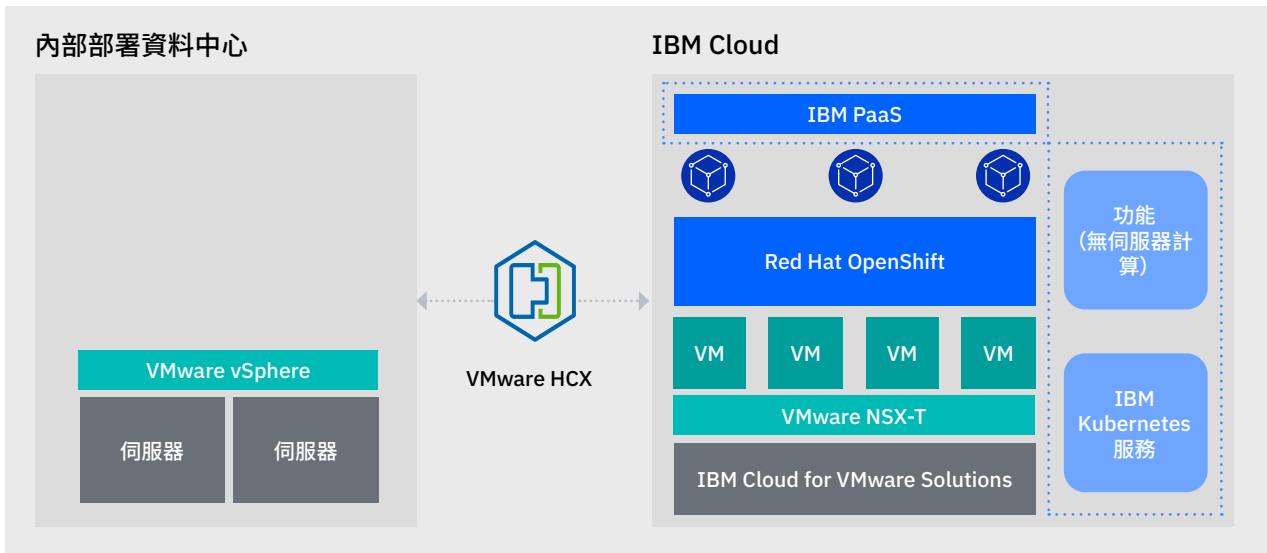 內部部署資料中心
VMware vSphere
伺服器
伺服器
VMware HCX
IBM Cloud
IBM PaaS
Red Hat OpenShift
VM
VM
VM
VM
VMware NSX-T
IBM Cloud for VMware Solutions
功能
(無伺服器計
算)
IBM
Kubernetes
服務